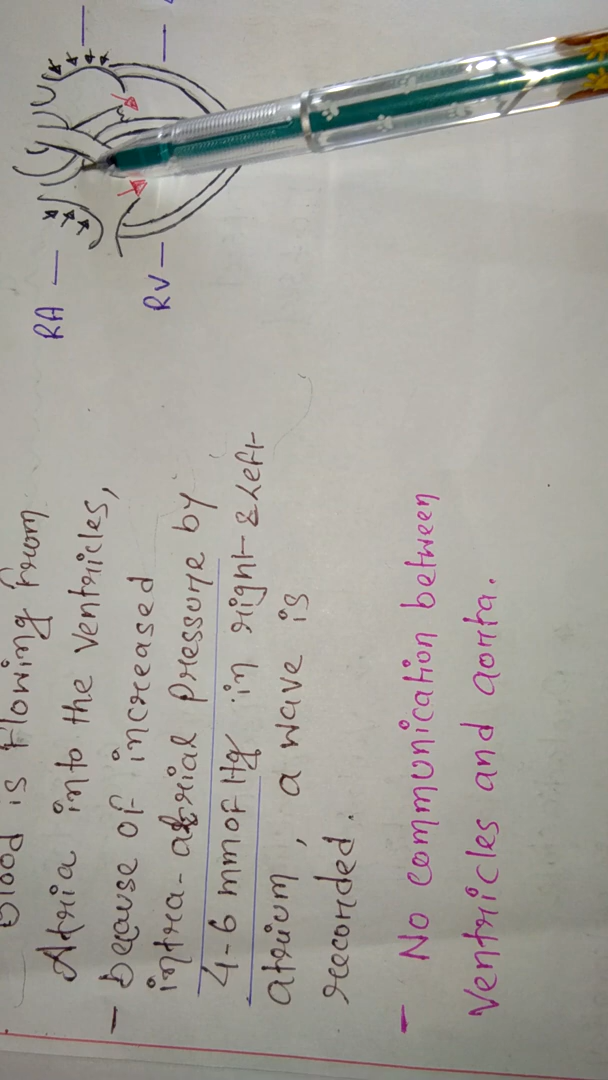 Blood is flowing from
Atria into the ventricles,
- because of increased
intra-atrial pressure by
4-6 mm of Hg in right & Left
atrium, a wave is
recorded.
- No communication between
Ventricles and aorta.
RA
RV